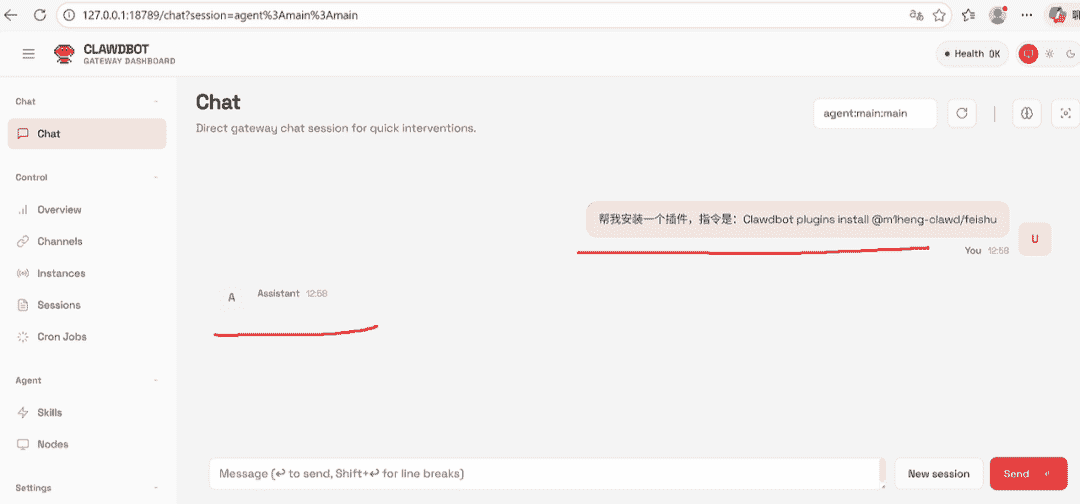 127.0.0.1:18789/chat?session=agent%3Amain%3Amain
CLAWDBOT
GATEWAY DASHBOARD
Health OK
Chat
Chat
Control
Overview
Channels
Instances
Sessions
Cron Jobs
Agent
Skills
Nodes
Settings
Chat
Direct gateway chat session for quick interventions.
agent:main:main
帮我安装一个插件，指令是：Clawdbot plugins install @m1heng-clawd/feishu
U
You 12:58
A
Assistant 12:58
Message (↩ to send, Shift+↩ for line breaks)
New session
Send ↵